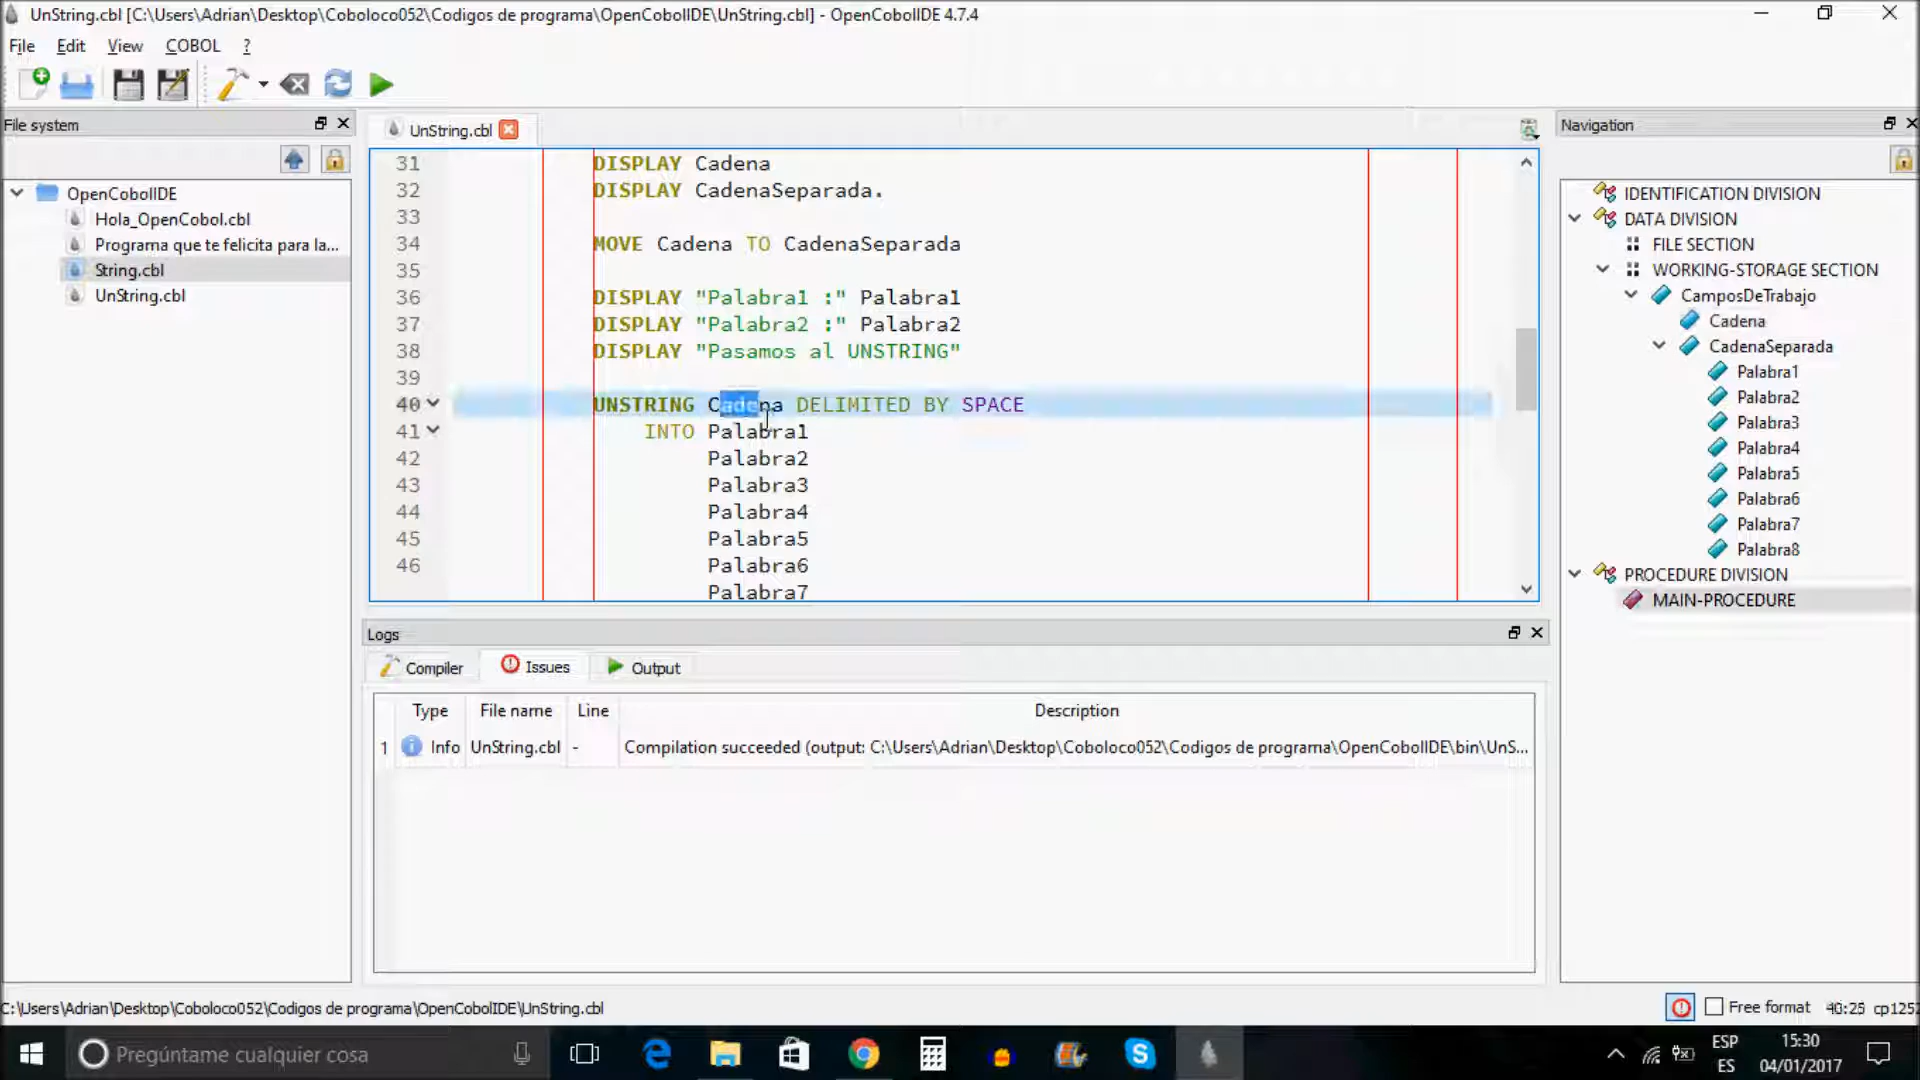 UnString.cbl [C:\Users\Adrian\Desktop\Coboloco052\Codigos de programa\OpenCobolIDE\UnString.cbl] - OpenCobolIDE 4.7.4
File Edit View COBOL ?
File system
OpenCobolIDE
Hola_OpenCobol.cbl
Programa que te felicita para la...
String.cbl
UnString.cbl
UnString.cbl
31 DISPLAY Cadena
32 DISPLAY CadenaSeparada.
33
34 MOVE Cadena TO CadenaSeparada
35
36 DISPLAY "Palabra1 :" Palabra1
37 DISPLAY "Palabra2 :" Palabra2
38 DISPLAY "Pasamos al UNSTRING"
39
40 UNSTRING Cadena DELIMITED BY SPACE
41 INTO Palabra1
42 Palabra2
43 Palabra3
44 Palabra4
45 Palabra5
46 Palabra6
Palabra7
Navigation
IDENTIFICATION DIVISION
DATA DIVISION
FILE SECTION
WORKING-STORAGE SECTION
CamposDeTrabajo
Cadena
CadenaSeparada
Palabra1
Palabra2
Palabra3
Palabra4
Palabra5
Palabra6
Palabra7
Palabra8
PROCEDURE DIVISION
MAIN-PROCEDURE
Logs
Compiler Issues Output
Type File name Line Description
1 Info UnString.cbl - Compilation succeeded (output: C:\Users\Adrian\Desktop\Coboloco052\Codigos de programa\OpenCobolIDE\bin\UnS...
C:\Users\Adrian\Desktop\Coboloco052\Codigos de programa\OpenCobolIDE\UnString.cbl
Free format 40:25 cp1252
Pregúntame cualquier cosa
ESP
ES
15:30
04/01/2017